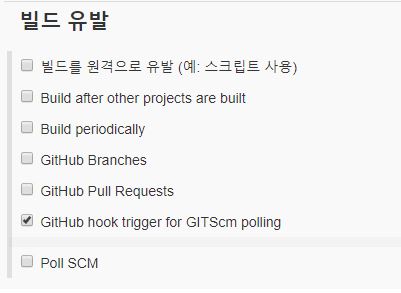 빌드 유발
빌드를 원격으로 유발 (예: 스크립트 사용)
Build after other projects are built
Build periodically
GitHub Branches
GitHub Pull Requests
GitHub hook trigger for GITScm polling
Poll SCM